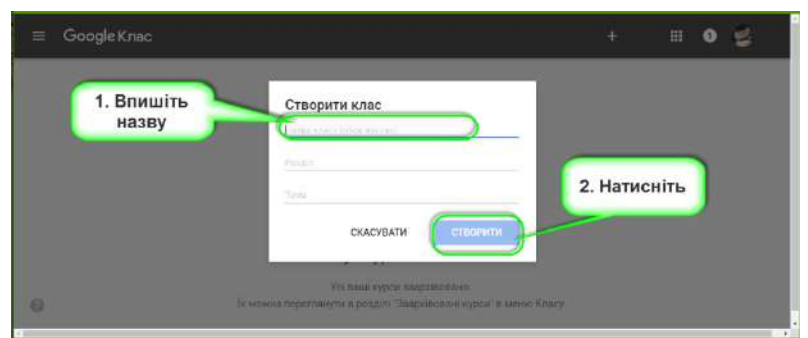 Google Клас
1. Впишіть
назву
Створити клас
Розділ
Тема
2. Натисніть
СКАСУВАТИ
СТВОРИТИ
Усі ваші курси заархівовано.
Їх можна переглянути в розділі "Заархівовані курси" в меню Класу.